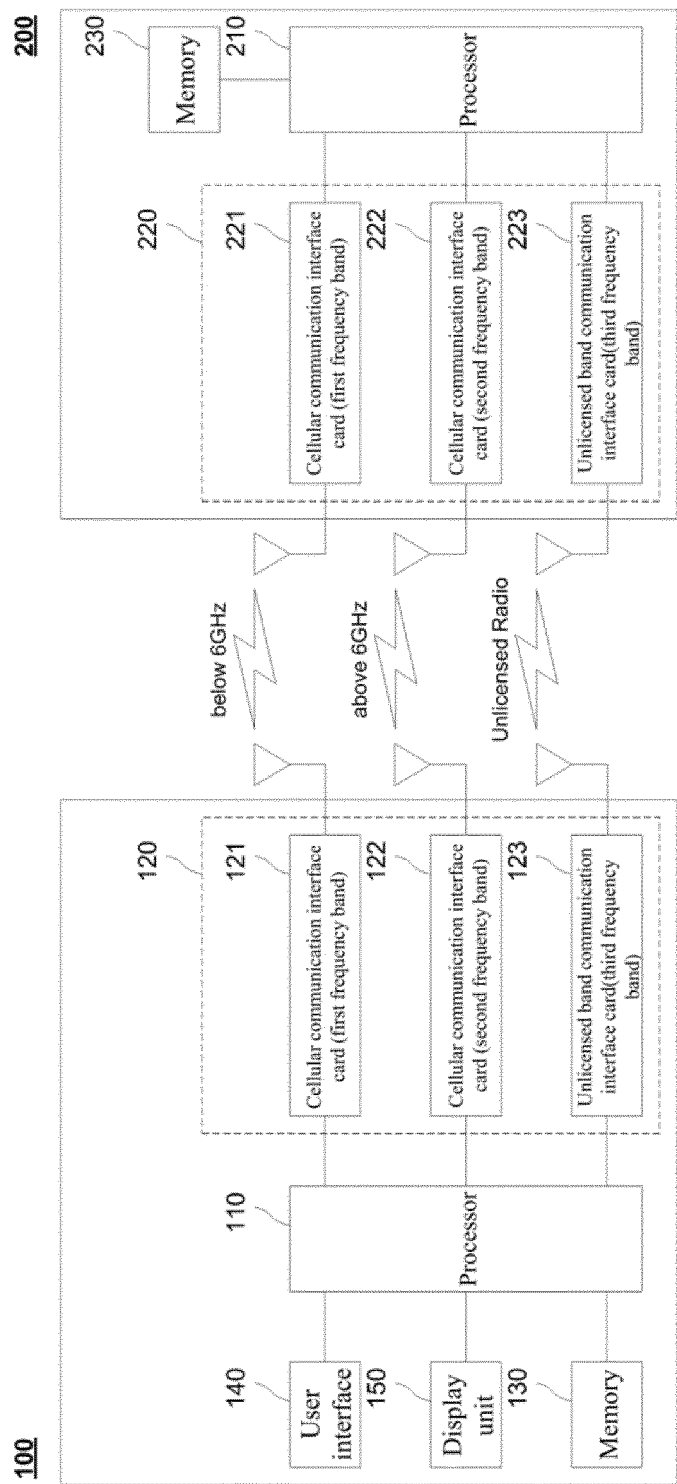 100
140
User
interface
150
Display
unit
130
Memory
110
Processor
120
121
Cellular communication interface
card (first frequency band)
122
Cellular communication interface
card (second frequency band)
123
Unlicensed band communication
interface card(third frequency
band)
below 6GHz
above 6GHz
Unlicensed Radio
200
220
221
Cellular communication interface
card (first frequency band)
222
Cellular communication interface
card (second frequency band)
223
Unlicensed band communication
interface card(third frequency
band)
230
Memory
210
Processor